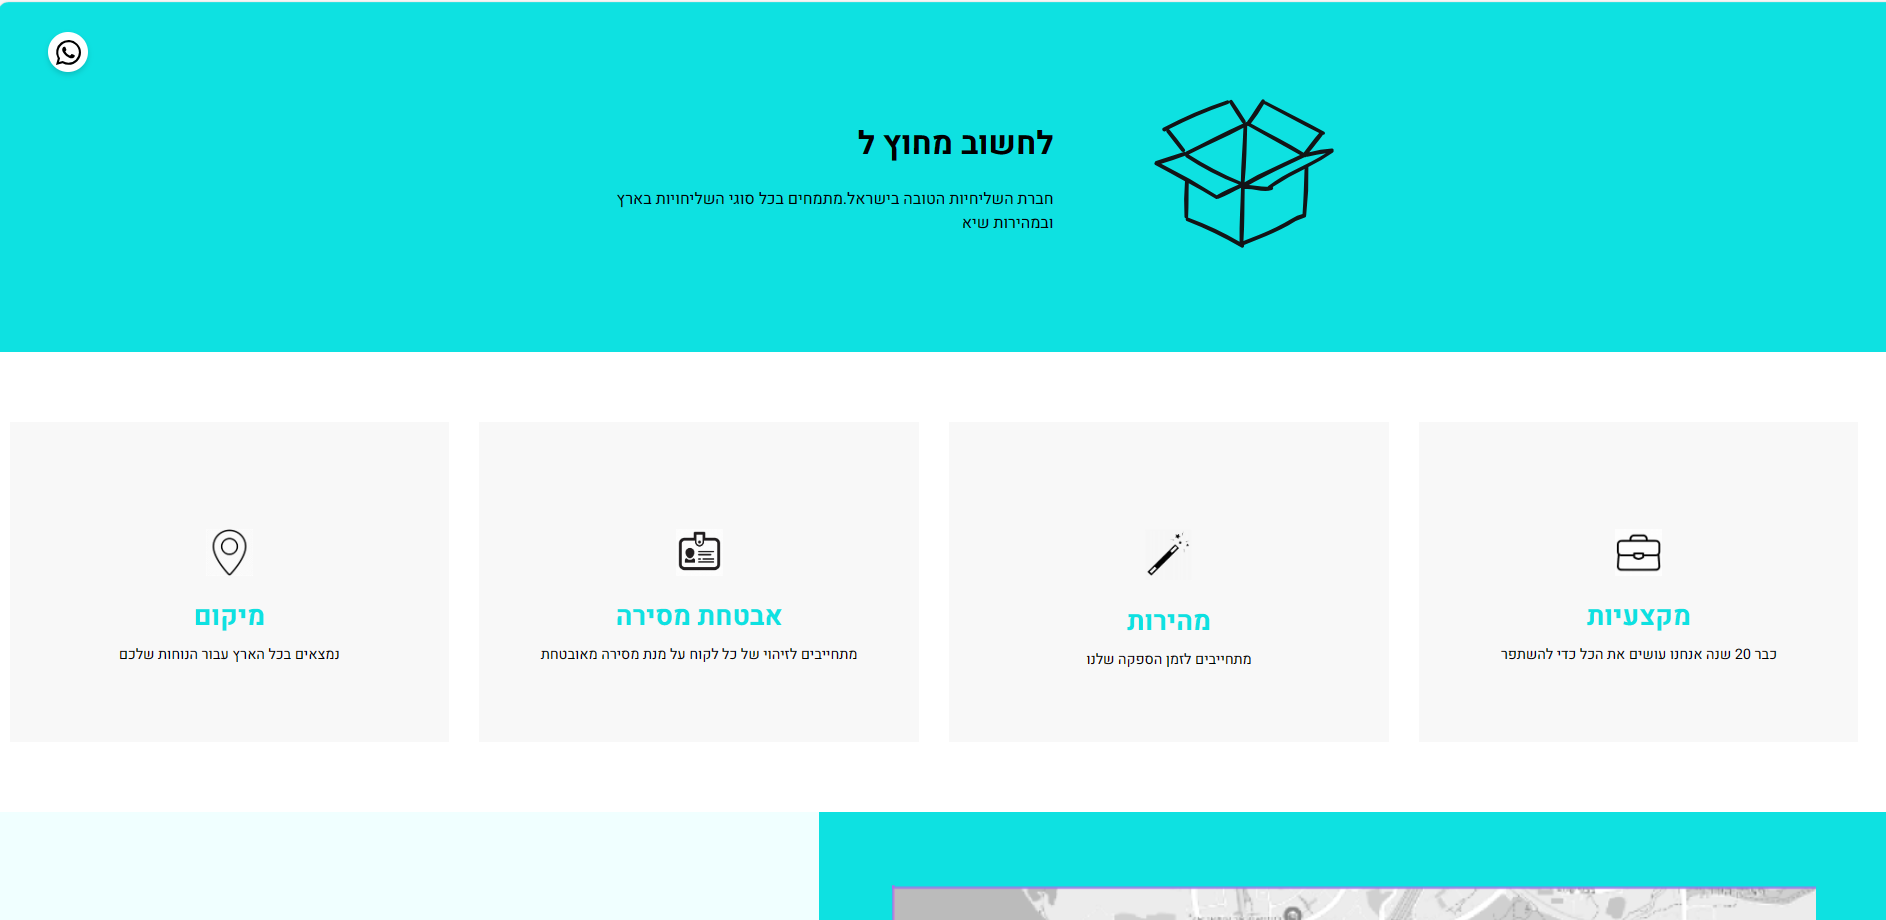 לחשוב מחוץ ל
חברת השליחיות הטובה בישראל.מתמחים בכל סוגי השליחויות בארץ
ובמהירות שיא
מקצעיות
כבר 20 שנה אנחנו עושים את הכל כדי להשתפר
מהירות
מתחייבים לזמן הספקה שלנו
אבטחת מסירה
מתחייבים לזיהוי של כל לקוח על מנת מסירה מאובטחת
מיקום
נמצאים בכל הארץ עבור הנוחות שלכם